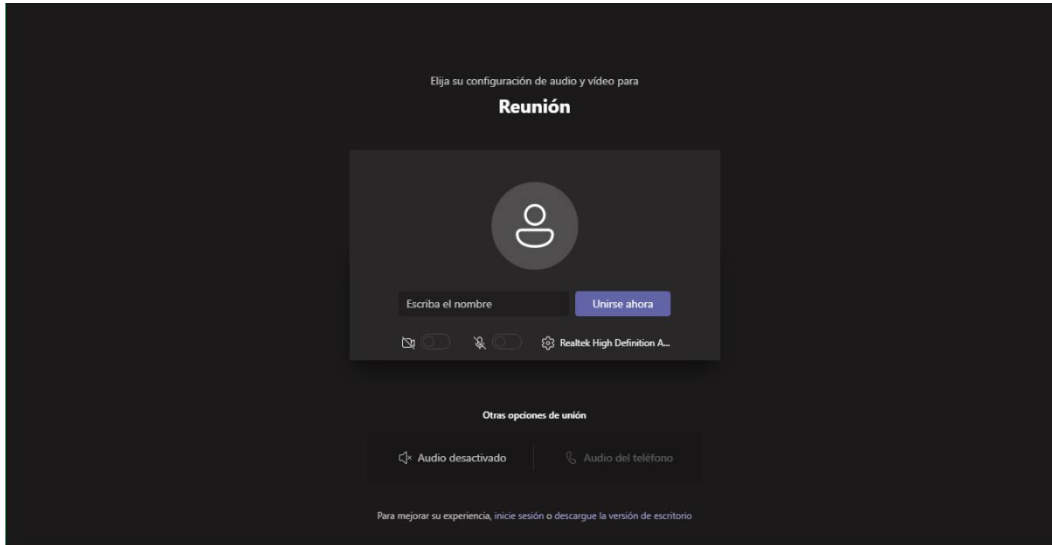 Elija su configuración de audio y vídeo para
Reunión
Escriba el nombre
Unirse ahora
Realtek High Definition A...
Otras opciones de unión
Audio desactivado
Audio del teléfono
Para mejorar su experiencia, inicie sesión o descargue la versión de escritorio